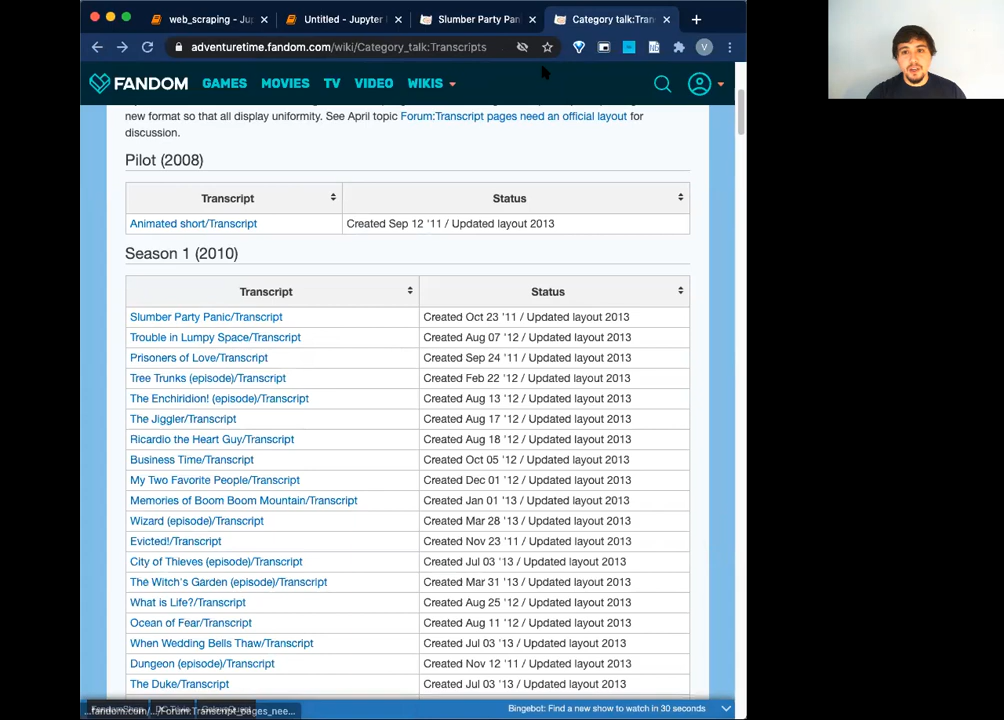 web_scraping - Ju
Untitled - Jupyter
Slumber Party Pan
Category talk:Tran
adventuretime.fandom.com/wiki/Category_talk:Transcripts
V
FANDOM GAMES MOVIES TV VIDEO WIKIS
new format so that all display uniformity. See April topic Forum:Transcript pages need an official layout for
discussion.
Pilot (2008)
Transcript Status
Animated short/Transcript Created Sep 12 '11 / Updated layout 2013
Season 1 (2010)
Transcript Status
Slumber Party Panic/Transcript Created Oct 23 '11 / Updated layout 2013
Trouble in Lumpy Space/Transcript Created Aug 07 '12 / Updated layout 2013
Prisoners of Love/Transcript Created Sep 24 '11 / Updated layout 2013
Tree Trunks (episode)/Transcript Created Feb 22 '12 / Updated layout 2013
The Enchiridion! (episode)/Transcript Created Aug 13 '12 / Updated layout 2013
The Jiggler/Transcript Created Aug 17 '12 / Updated layout 2013
Ricardio the Heart Guy/Transcript Created Aug 18 '12 / Updated layout 2013
Business Time/Transcript Created Oct 05 '12 / Updated layout 2013
My Two Favorite People/Transcript Created Dec 01 '12 / Updated layout 2013
Memories of Boom Boom Mountain/Transcript Created Jan 01 '13 / Updated layout 2013
Wizard (episode)/Transcript Created Mar 28 '13 / Updated layout 2013
Evicted!/Transcript Created Nov 23 '11 / Updated layout 2013
City of Thieves (episode)/Transcript Created Jul 03 '13 / Updated layout 2013
The Witch's Garden (episode)/Transcript Created Mar 31 '13 / Updated layout 2013
What is Life?/Transcript Created Aug 25 '12 / Updated layout 2013
Ocean of Fear/Transcript Created Aug 11 '12 / Updated layout 2013
When Wedding Bells Thaw/Transcript Created Jul 03 '13 / Updated layout 2013
Dungeon (episode)/Transcript Created Nov 12 '11 / Updated layout 2013
The Duke/Transcript Created Jul 03 '13 / Updated layout 2013
...fandom.com/.../Forum:Transcript_pages_nee...
Bingebot: Find a new show to watch in 30 seconds